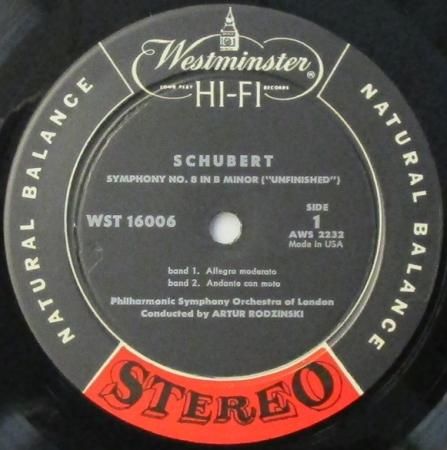 Westminster
®
LONG PLAY RECORDS
HI-FI
NATURAL BALANCE
NATURAL BALANCE
SCHUBERT
SYMPHONY NO. 8 IN B MINOR ("UNFINISHED")
WST 16006
SIDE
1
AWS 2232
Made in USA
band 1. Allegro moderato
band 2. Andante con moto
Philharmonic Symphony Orchestra of London
Conducted by ARTUR RODZINSKI
STEREO